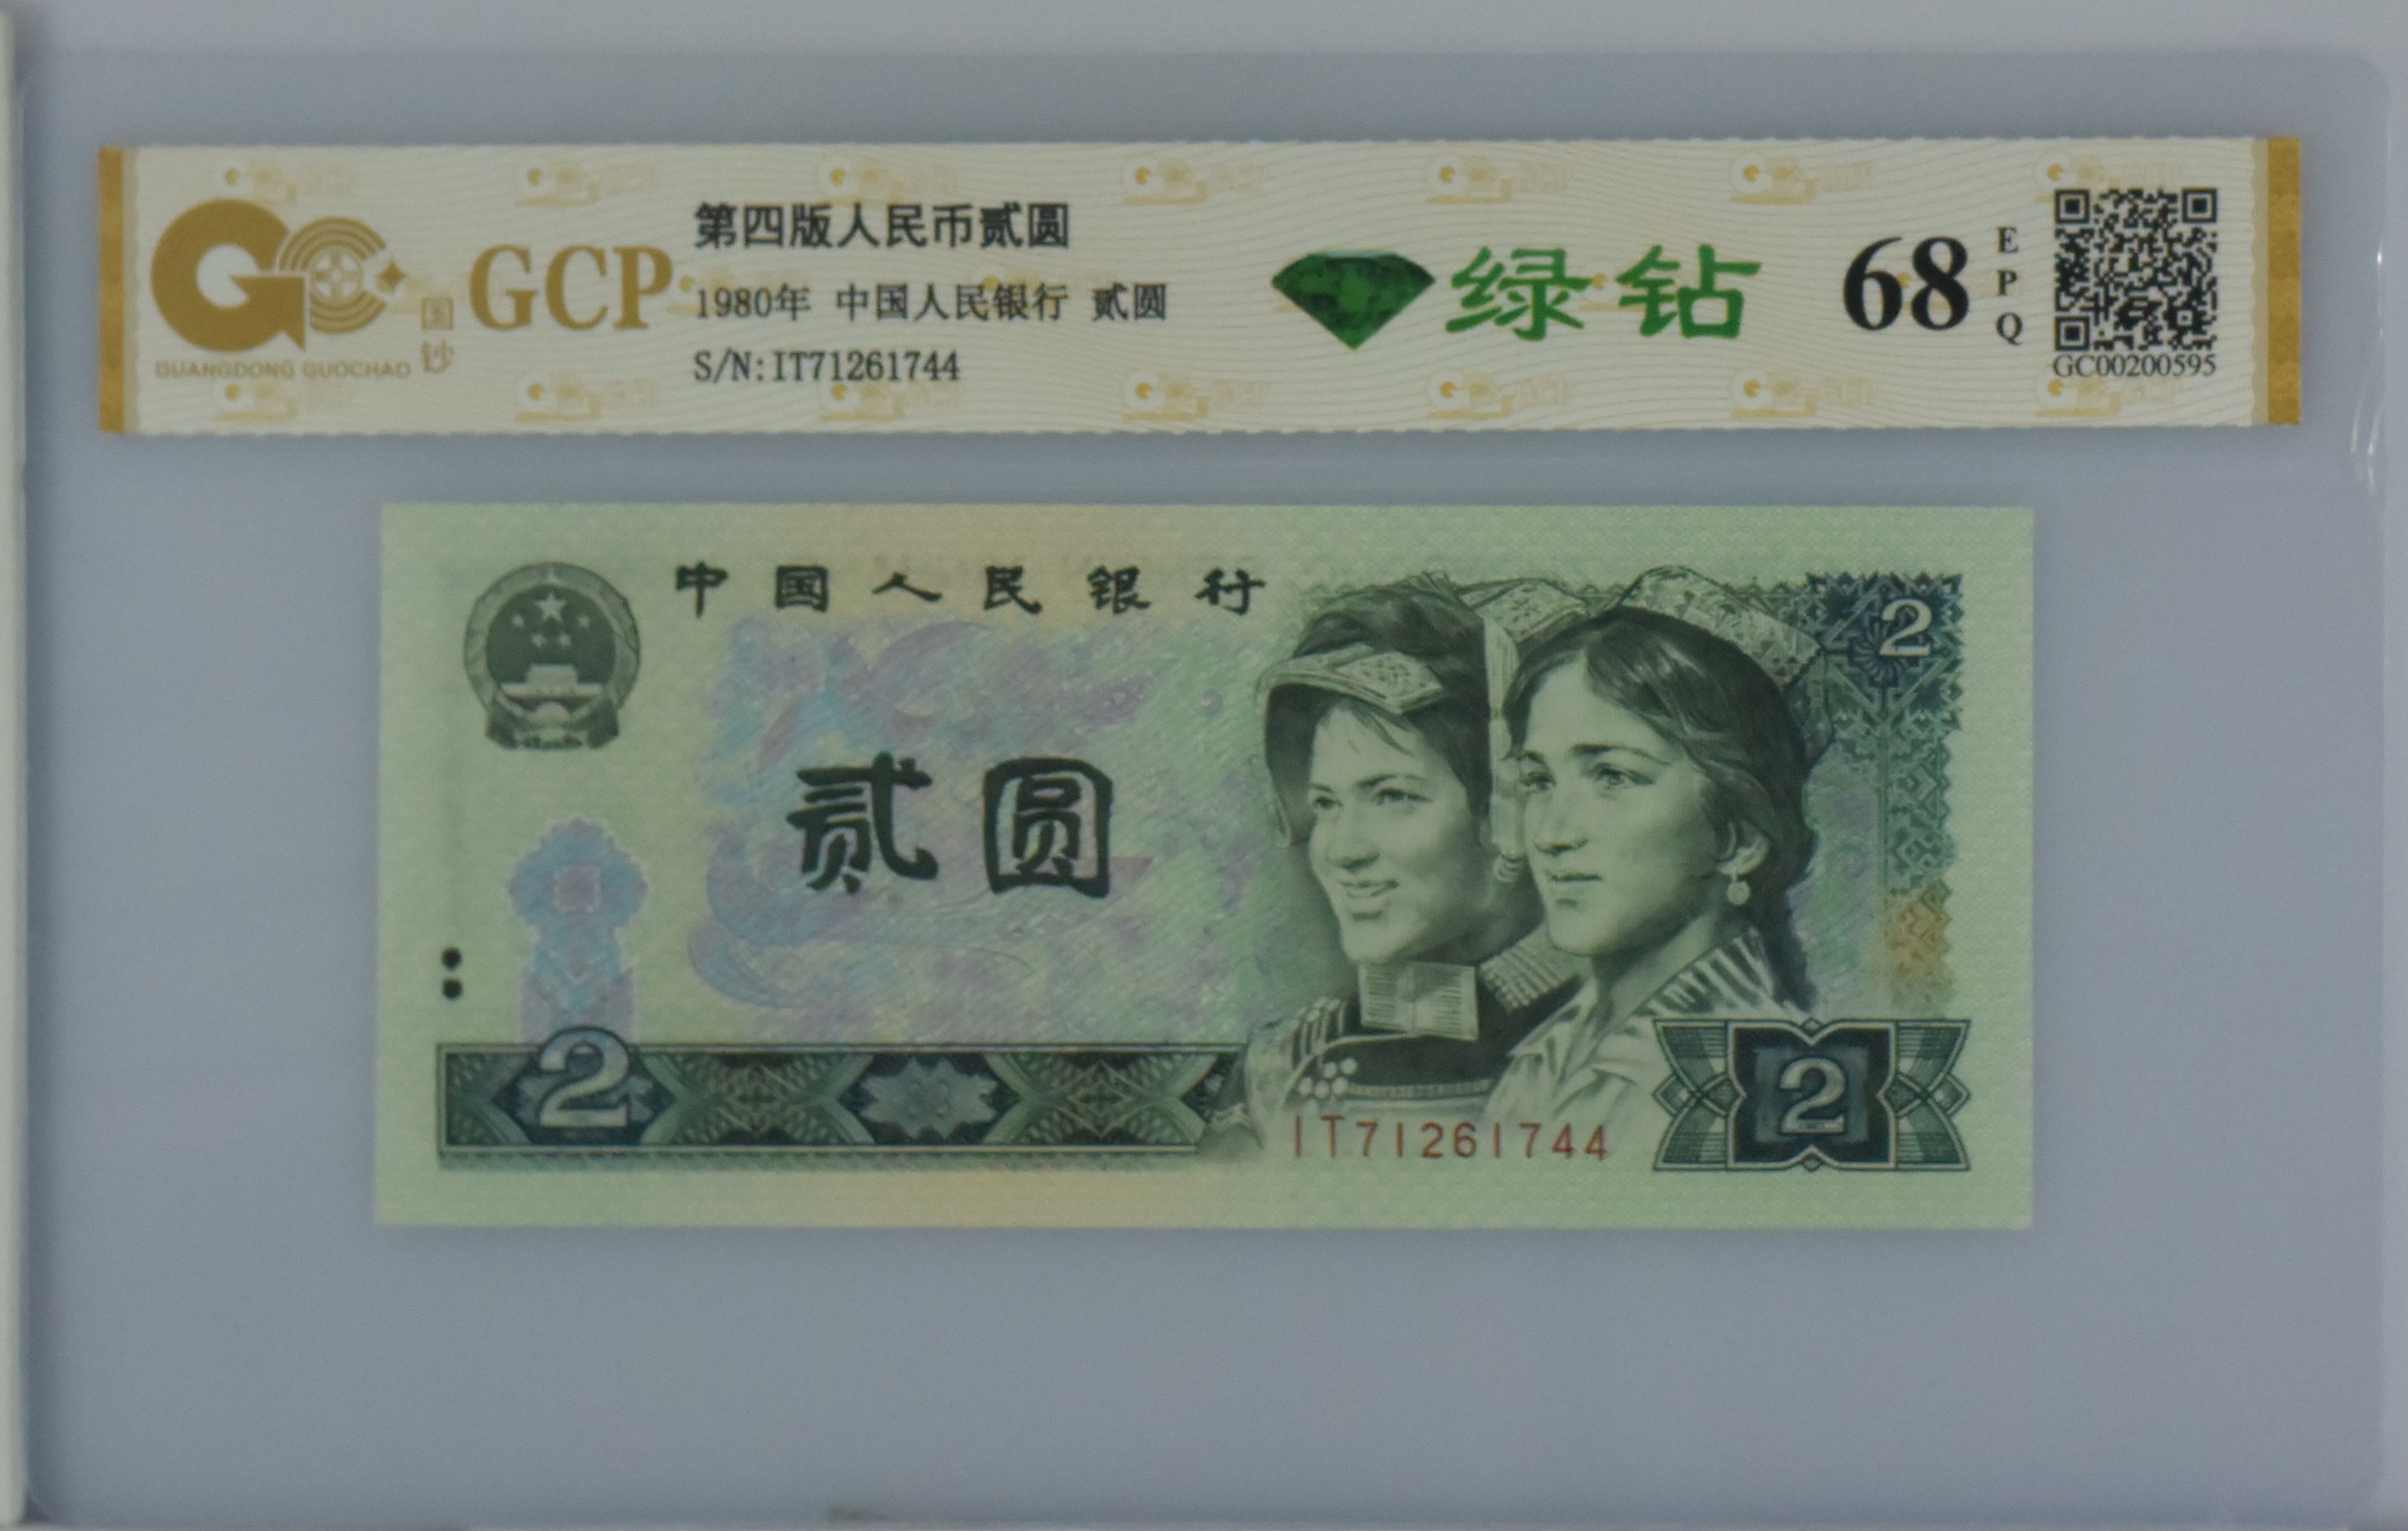 GUANGDONG GUOCHAO
国钞
GCP
第四版人民币贰圆
1980年 中国人民银行 贰圆
S/N:IT71261744
绿钻
68
EPQ
GC00200595
中国人民银行
2
贰圆
2
IT71261744
2